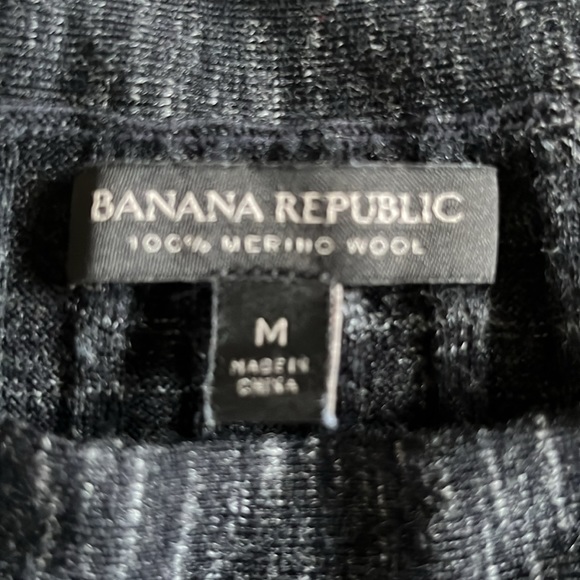 BANANA REPUBLIC
100% MERINO WOOL
M
MADE IN
CHINA